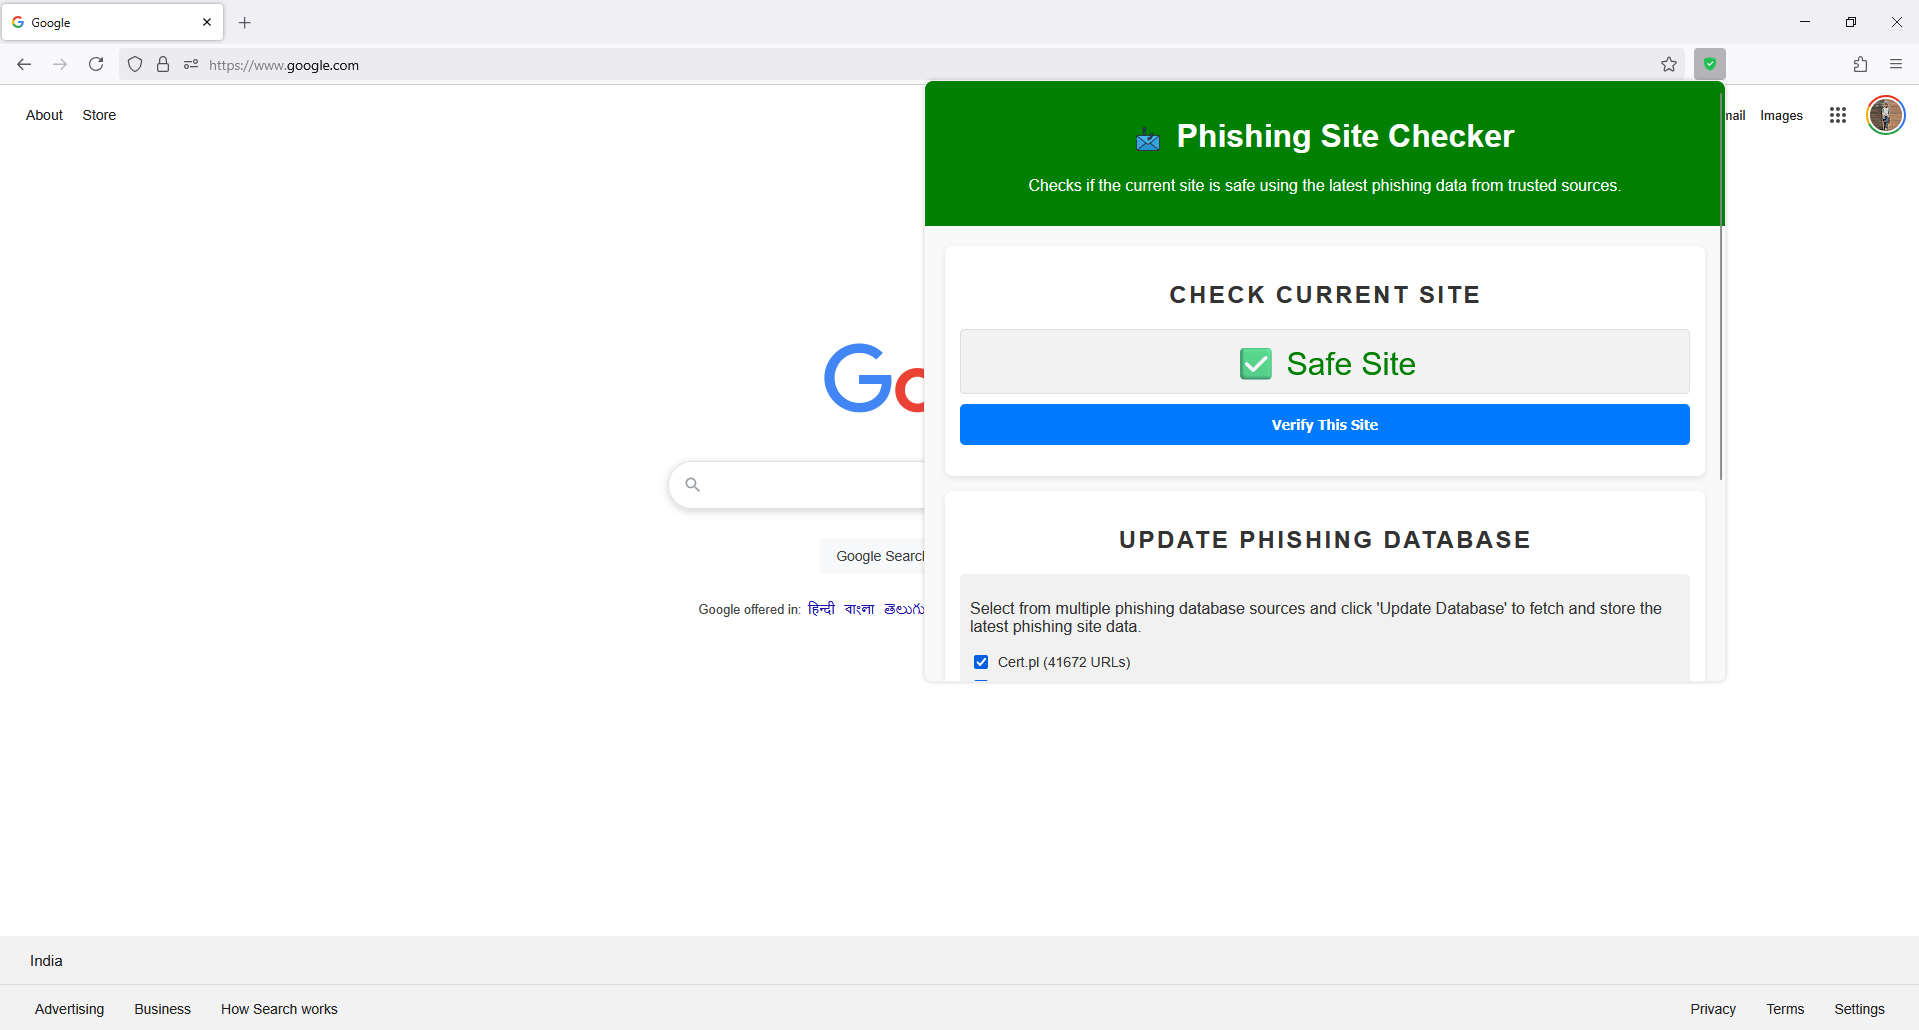 Google
https://www.google.com
About Store
Images
Phishing Site Checker
Checks if the current site is safe using the latest phishing data from trusted sources.
CHECK CURRENT SITE
Safe Site
Verify This Site
UPDATE PHISHING DATABASE
Select from multiple phishing database sources and click 'Update Database' to fetch and store the
latest phishing site data.
Cert.pl (41672 URLs)
Google
Google offered in: हिन्दी বাংলা తెలుగు
India
Advertising Business How Search works
Privacy Terms Settings